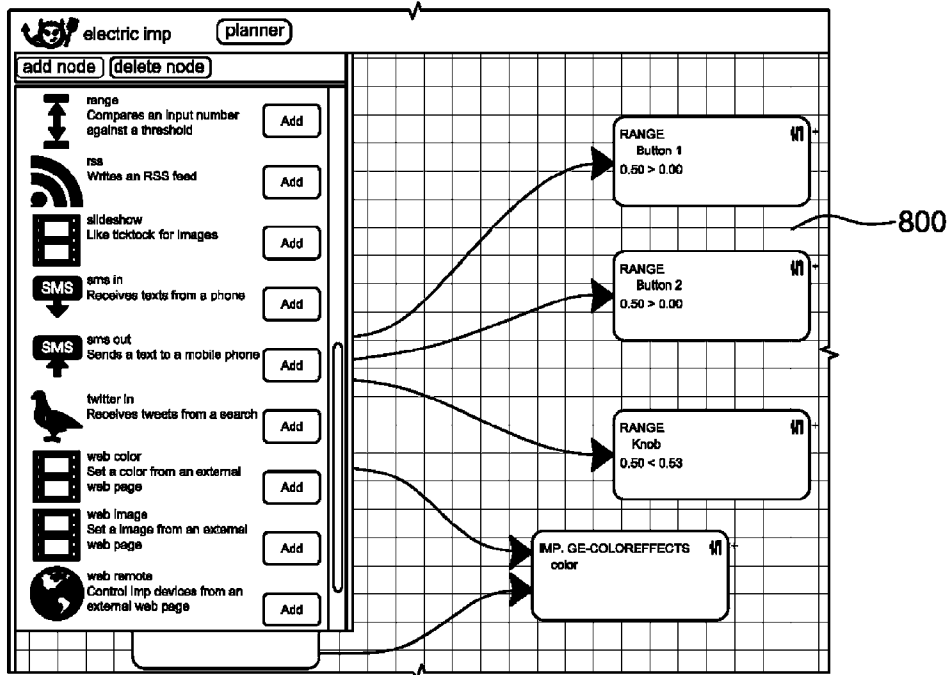 electric imp
planner
add node
delete node
range
Compares an input number
against a threshold
Add
rss
Writes an RSS feed
Add
slideshow
Like ticktock for images
Add
SMS
sms in
Receives texts from a phone
Add
SMS
sms out
Sends a text to a mobile phone
Add
twitter in
Receives tweets from a search
Add
web color
Set a color from an external
web page
Add
web image
Set a image from an external
web page
Add
web remote
Control imp devices from an
external web page
Add
RANGE
Button 1
0.50 > 0.00
800
RANGE
Button 2
0.50 > 0.00
RANGE
Knob
0.50 < 0.53
IMP. GE-COLOREFFECTS
color